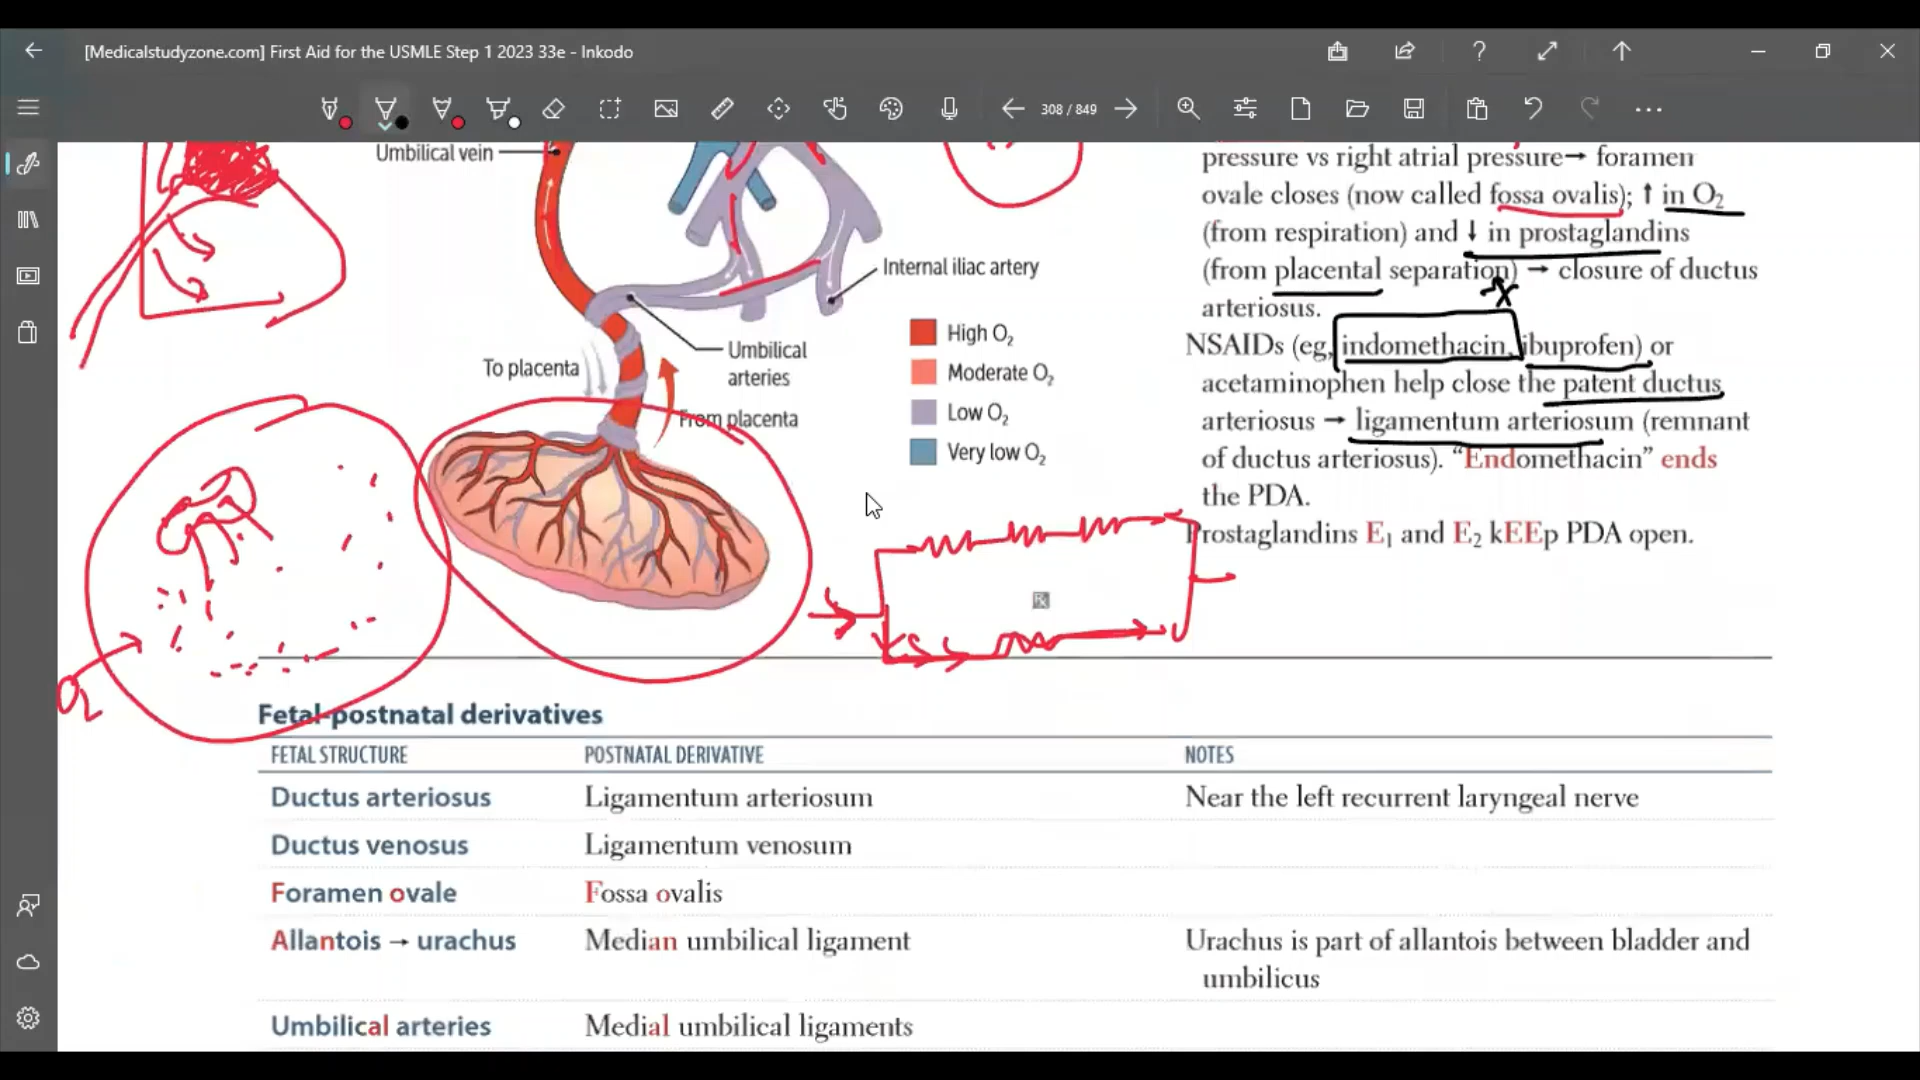 [Medicalstudyzone.com] First Aid for the USMLE Step 1 2023 33e - Inkodo
308 / 849
Umbilical vein
Internal iliac artery
High O₂
Moderate O₂
Low O₂
Very low O₂
To placenta
Umbilical
arteries
From placenta
O₂
pressure vs right atrial pressure→ foramen
ovale closes (now called fossa ovalis); ↑ in O₂
(from respiration) and ↓ in prostaglandins
(from placental separation) → closure of ductus
arteriosus.
NSAIDs (eg, indomethacin, ibuprofen) or
acetaminophen help close the patent ductus
arteriosus → ligamentum arteriosum (remnant
of ductus arteriosus). “Endomethacin” ends
the PDA.
Prostaglandins E₁ and E₂ kEEp PDA open.
Rx
Fetal-postnatal derivatives
FETAL STRUCTURE POSTNATAL DERIVATIVE NOTES
Ductus arteriosus Ligamentum arteriosum Near the left recurrent laryngeal nerve
Ductus venosus Ligamentum venosum
Foramen ovale Fossa ovalis
Allantois → urachus Median umbilical ligament Urachus is part of allantois between bladder and
umbilicus
Umbilical arteries Medial umbilical ligaments